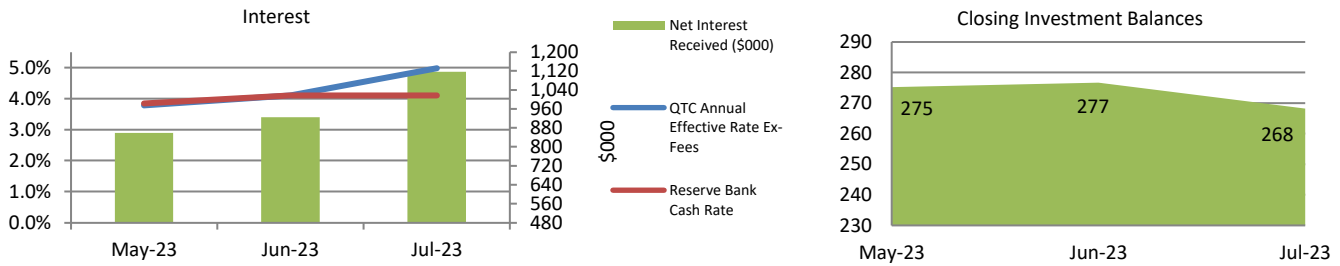 Interest
5.0%
4.0%
3.0%
2.0%
1.0%
0.0%
May-23
Jun-23
Jul-23
1,200
1,120
1,040
960
880
800
720
640
560
480
$000
Net Interest
Received ($000)
QTC Annual
Effective Rate Ex-
Fees
Reserve Bank
Cash Rate
Closing Investment Balances
290
280
270
260
250
240
230
275
277
268
May-23
Jun-23
Jul-23